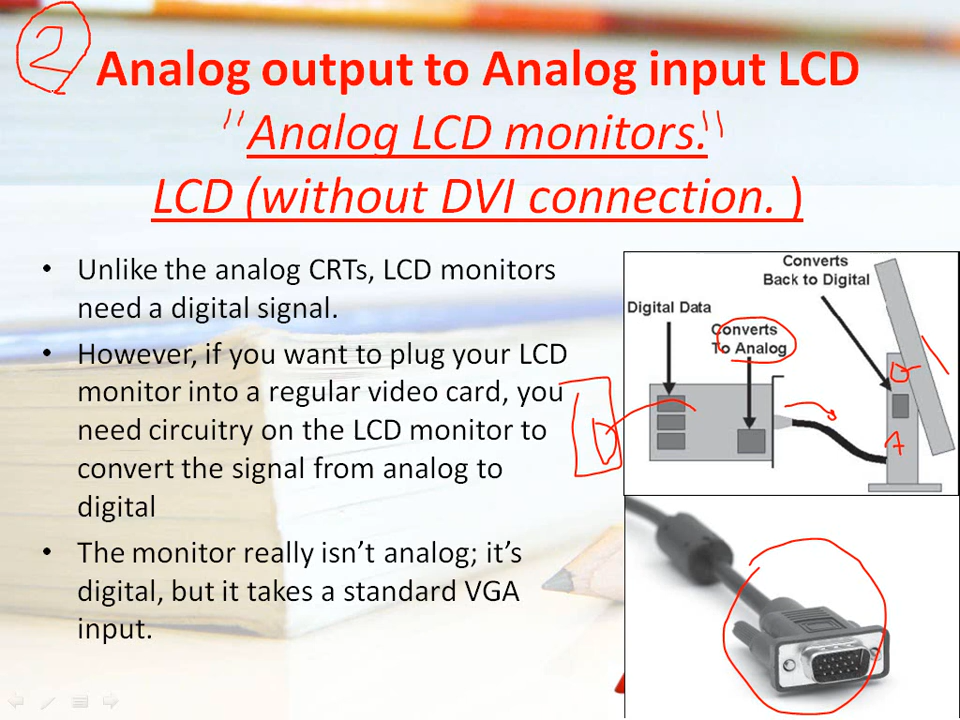 2
Analog output to Analog input LCD
"Analog LCD monitors."
LCD (without DVI connection. )
• Unlike the analog CRTs, LCD monitors
need a digital signal.
• However, if you want to plug your LCD
monitor into a regular video card, you
need circuitry on the LCD monitor to
convert the signal from analog to
digital
• The monitor really isn't analog; it's
digital, but it takes a standard VGA
input.
Converts
Back to Digital
Digital Data
Converts
To Analog
D
D
A